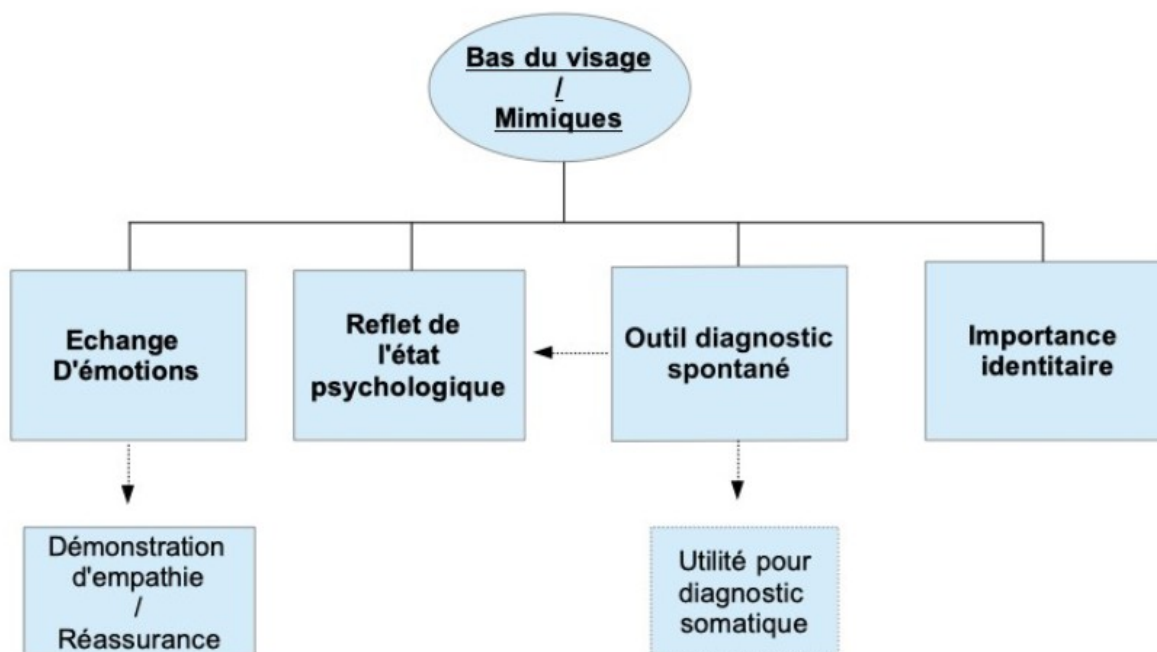 Bas du visage
/
Mimiques
Echange
D'émotions
Reflet de
l'état
psychologique
Outil diagnostic
spontané
Importance
identitaire
Démonstration
d'empathie
/
Réassurance
Utilité pour
diagnostic
somatique